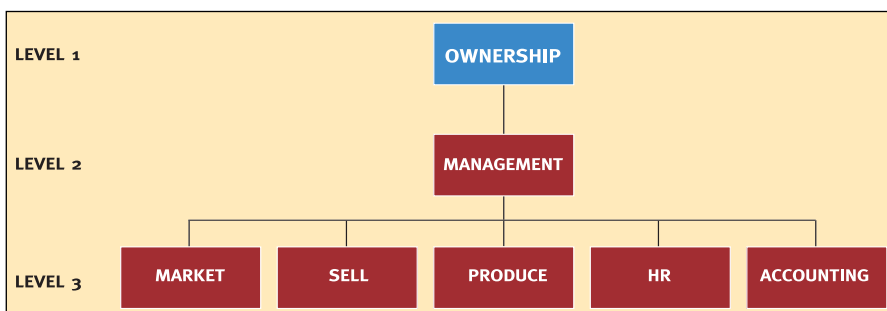 LEVEL 1
OWNERSHIP
LEVEL 2
MANAGEMENT
LEVEL 3
MARKET
SELL
PRODUCE
HR
ACCOUNTING